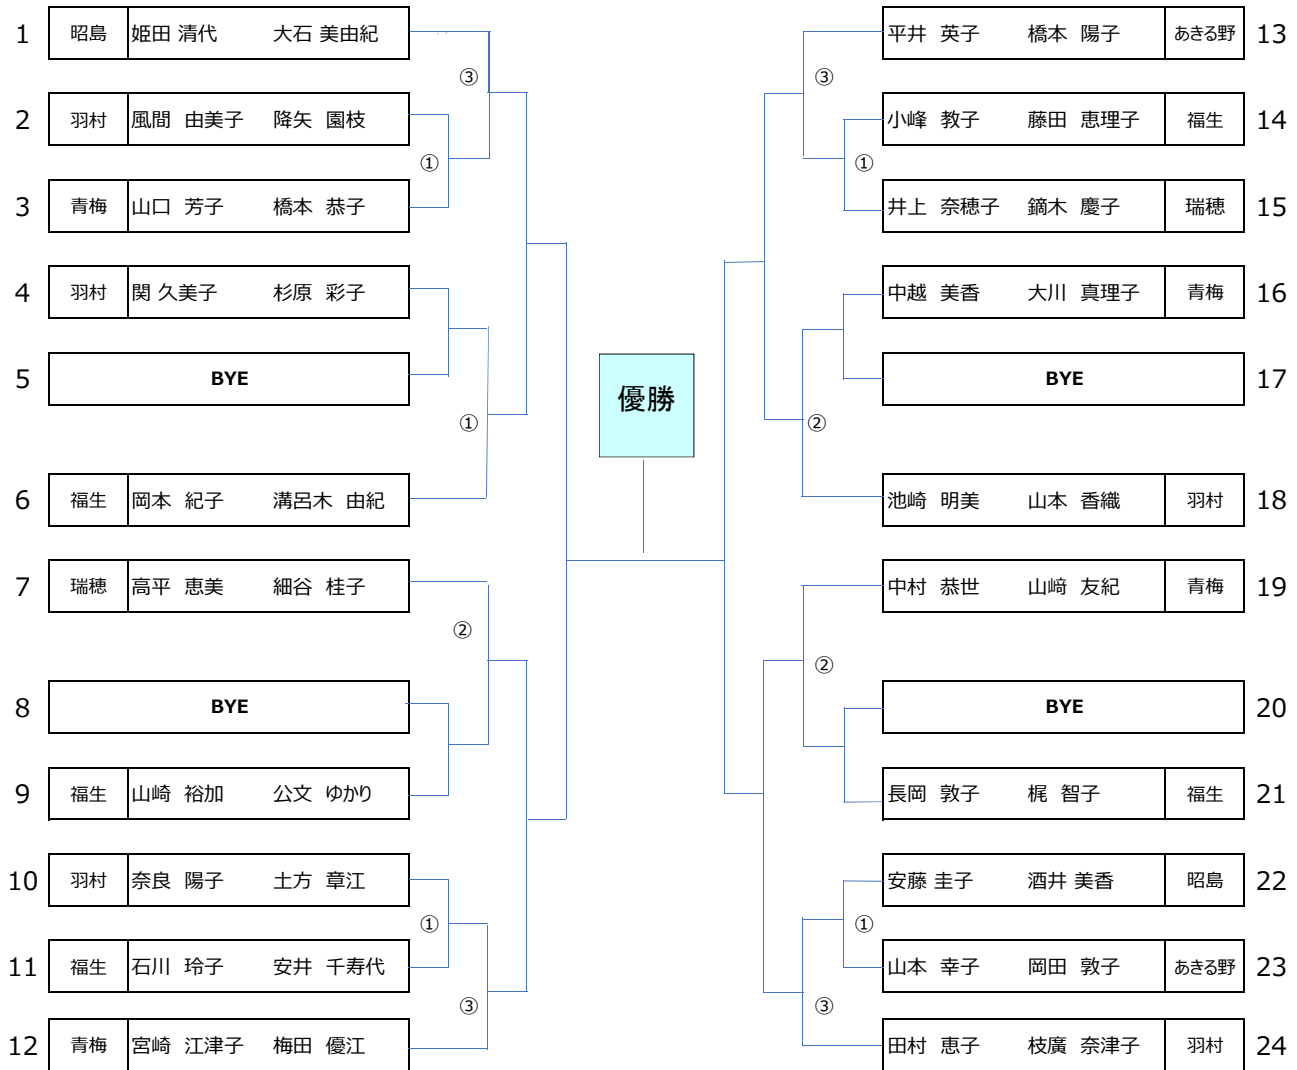 1 昭島 姫田 清代 大石 美由紀
③
2 羽村 風間 由美子 降矢 園枝
①
3 青梅 山口 芳子 橋本 恭子
4 羽村 関 久美子 杉原 彩子
5 BYE
①
6 福生 岡本 紀子 溝呂木 由紀
7 瑞穂 高平 恵美 細谷 桂子
②
8 BYE
9 福生 山崎 裕加 公文 ゆかり
10 羽村 奈良 陽子 土方 章江
①
11 福生 石川 玲子 安井 千寿代
③
12 青梅 宮崎 江津子 梅田 優江
優勝
平井 英子 橋本 陽子 あきる野 13
③
小峰 教子 藤田 恵理子 福生 14
①
井上 奈穂子 鏑木 慶子 瑞穂 15
中越 美香 大川 真理子 青梅 16
BYE 17
②
池崎 明美 山本 香織 羽村 18
中村 恭世 山﨑 友紀 青梅 19
②
BYE 20
長岡 敦子 梶 智子 福生 21
安藤 圭子 酒井 美香 昭島 22
①
山本 幸子 岡田 敦子 あきる野 23
③
田村 恵子 枝廣 奈津子 羽村 24